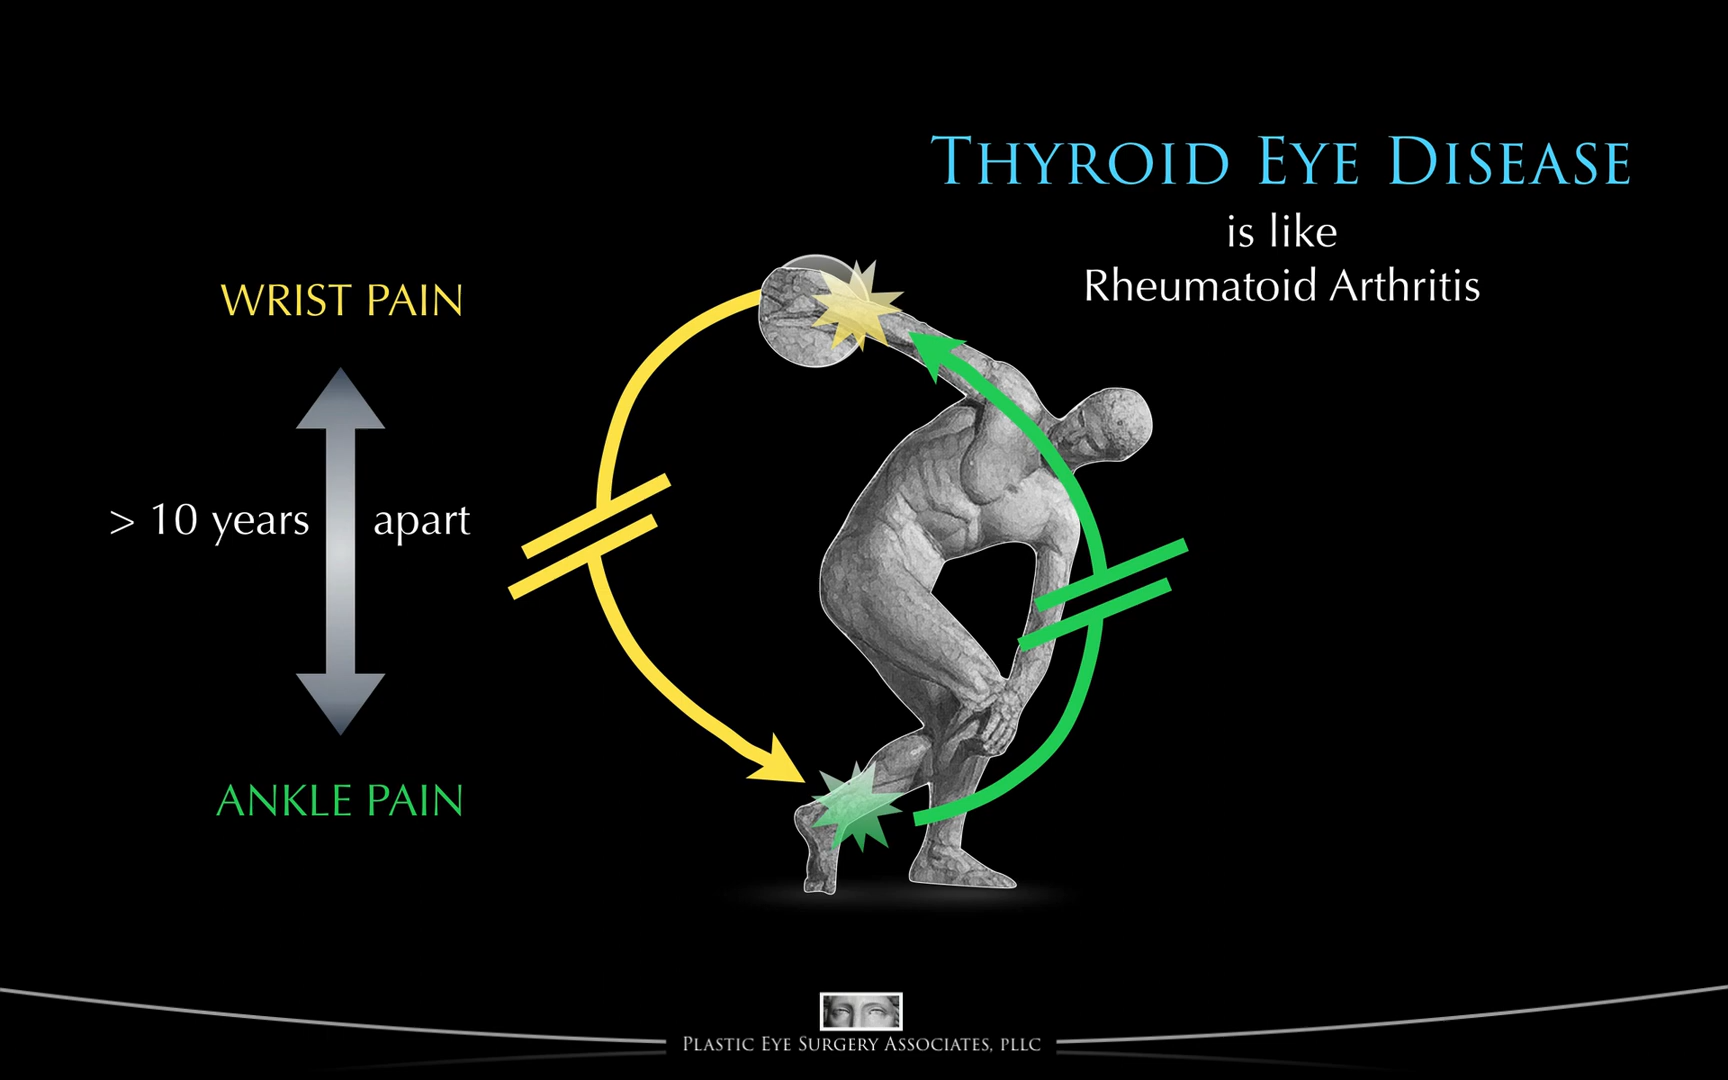 THYROID EYE DISEASE
is like
Rheumatoid Arthritis
WRIST PAIN
> 10 years apart
ANKLE PAIN
PLASTIC EYE SURGERY ASSOCIATES, PLLC